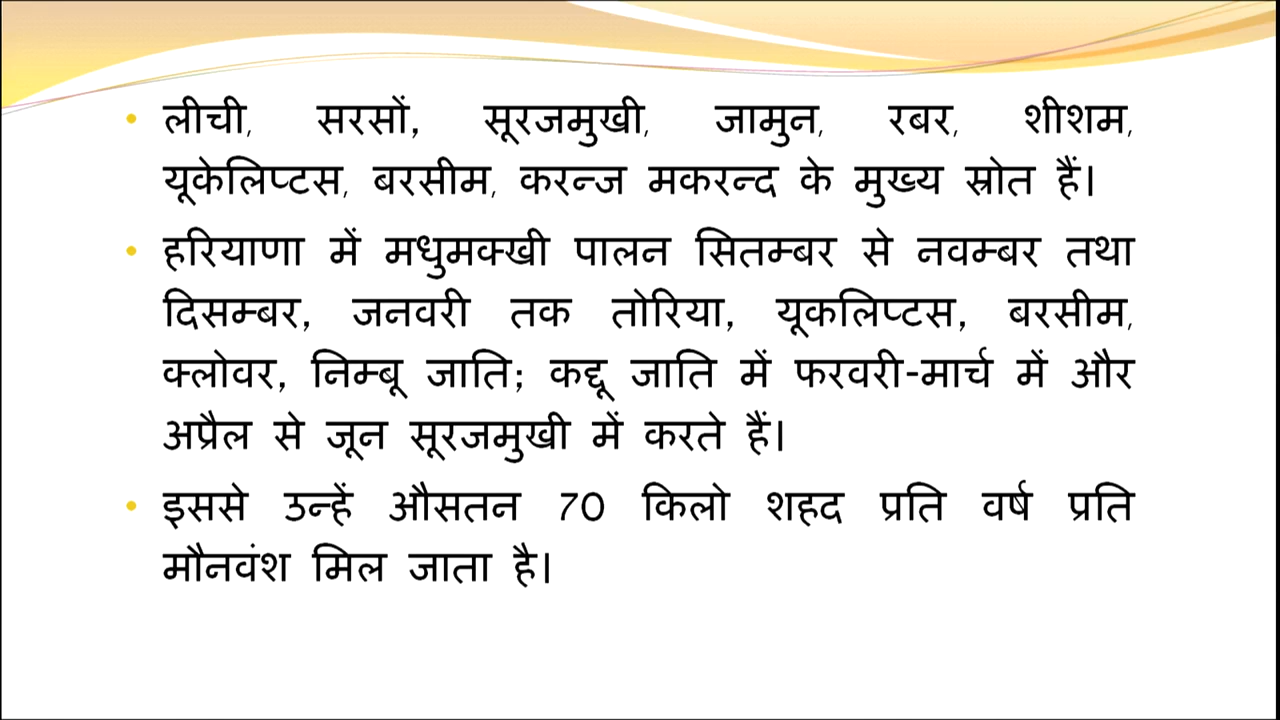 • लीची, सरसों, सूरजमुखी, जामुन, रबर, शीशम,
यूकेलिप्टस, बरसीम, करन्ज मकरन्द के मुख्य स्रोत हैं।
• हरियाणा में मधुमक्खी पालन सितम्बर से नवम्बर तथा
दिसम्बर, जनवरी तक तोरिया, यूकलिप्टस, बरसीम,
क्लोवर, निम्बू जाति; कद्दू जाति में फरवरी-मार्च में और
अप्रैल से जून सूरजमुखी में करते हैं।
• इससे उन्हें औसतन 70 किलो शहद प्रति वर्ष प्रति
मौनवंश मिल जाता है।